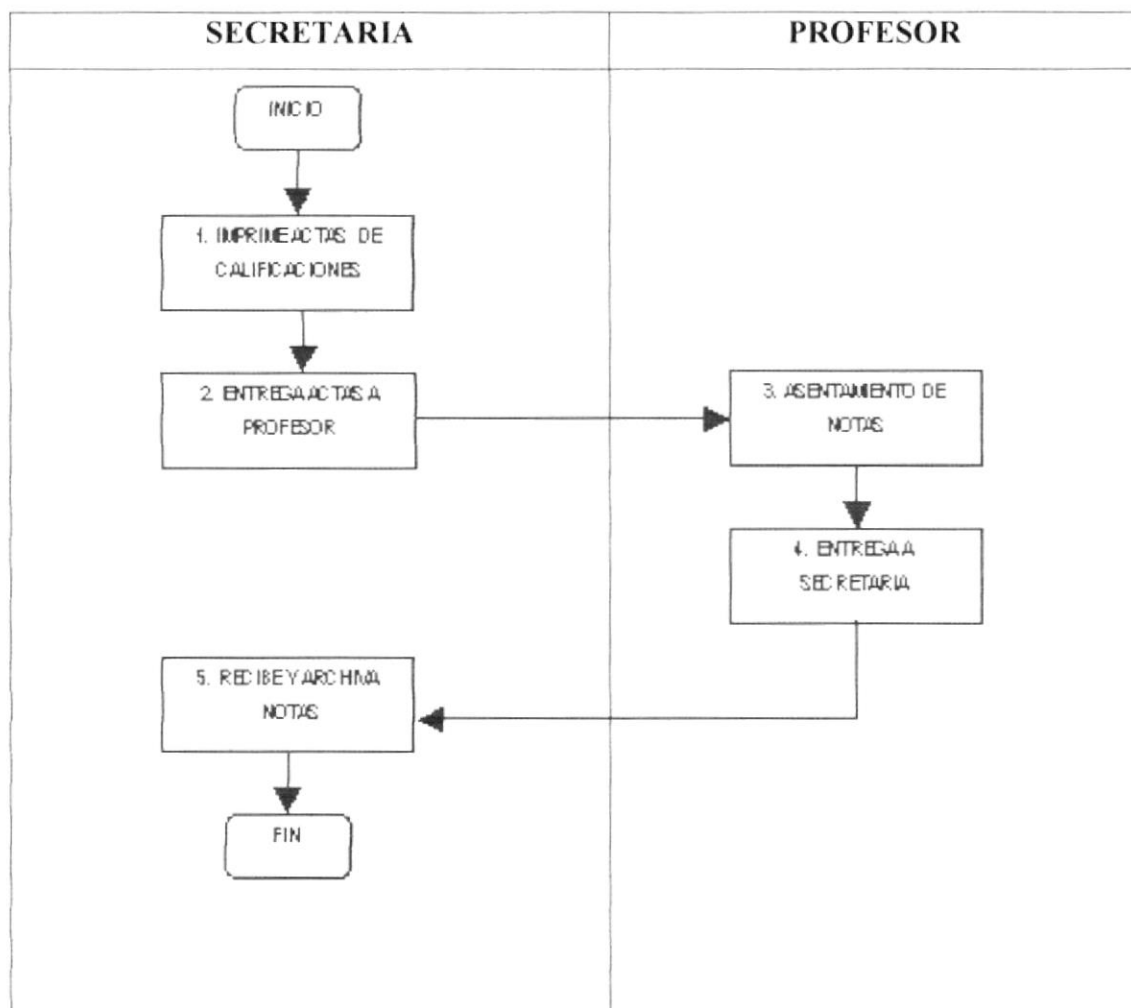 SECRETARIA
PROFESOR
INICIO
1. IMPRIME ACTAS DE
CALIFICACIONES
2. ENTREGA ACTAS A
PROFESOR
3. ASENTAMIENTO DE
NOTAS
4. ENTREGA A
SECRETARIA
5. RECIBE Y ARCHIVA
NOTAS
FIN